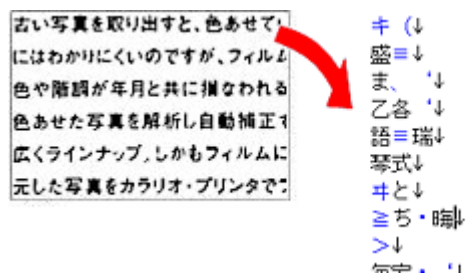 古い写真を取り出すと、色あせて
にはわかりにくいのですが、フィルム
色や階調が年月と共に損なわれる
色あせた写真を解析し自動補正す
広くラインナップ。しかもフィルムに
元した写真をカラリオ・プリンタで
キ (↓
盛≡↓
ま、 ‘↓
乙各 ‘↓
語≡瑞↓
琴式↓
ヰと↓
≧ち・↓
>↓